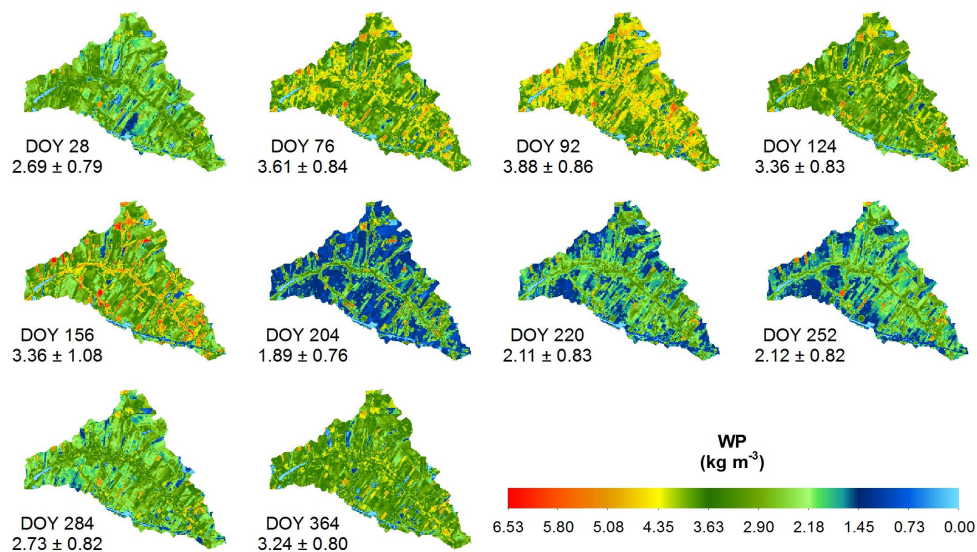 DOY 28
2.69 ± 0.79
DOY 76
3.61 ± 0.84
DOY 92
3.88 ± 0.86
DOY 124
3.36 ± 0.83
DOY 156
3.36 ± 1.08
DOY 204
1.89 ± 0.76
DOY 220
2.11 ± 0.83
DOY 252
2.12 ± 0.82
DOY 284
2.73 ± 0.82
DOY 364
3.24 ± 0.80
WP
(kg m⁻³)
6.53 5.80 5.08 4.35 3.63 2.90 2.18 1.45 0.73 0.00